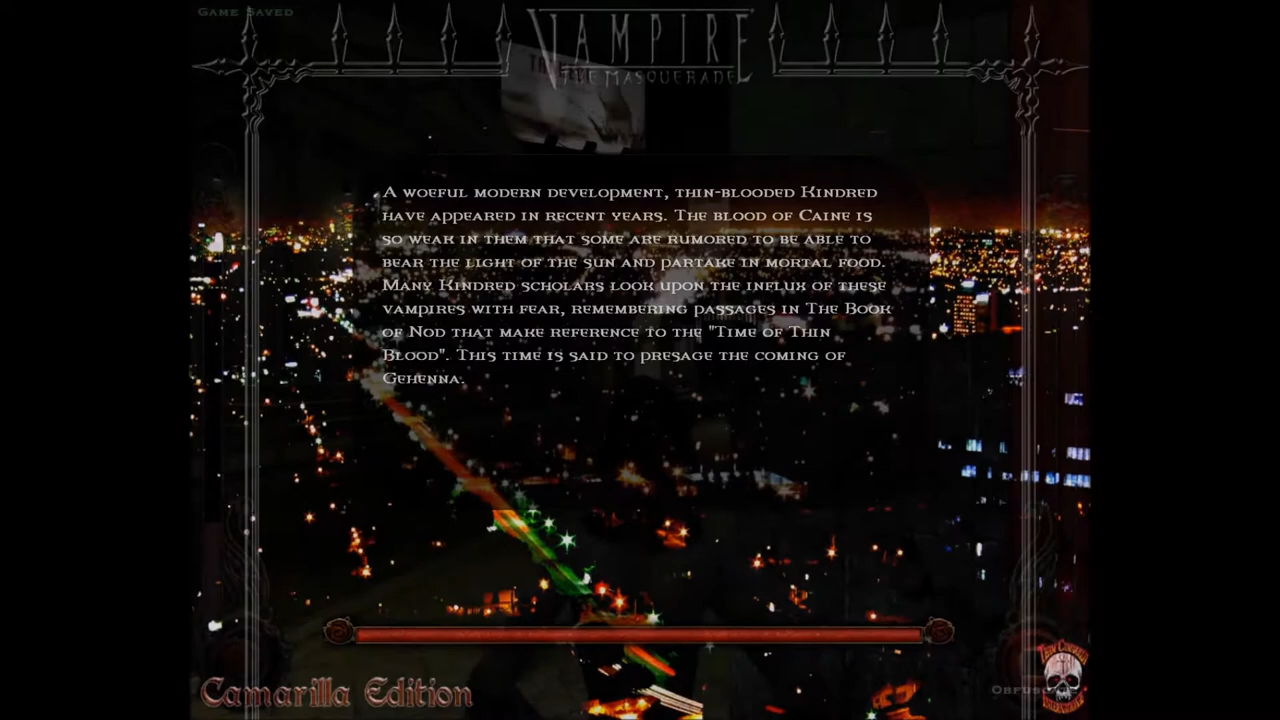 Game Saved
VAMPIRE
THE MASQUERADE
A woeful modern development, thin-blooded Kindred
have appeared in recent years. The blood of Caine is
so weak in them that some are rumored to be able to
bear the light of the sun and partake in mortal food.
Many Kindred scholars look upon the influx of these
vampires with fear, remembering passages in The Book
of Nod that make reference to the "Time of Thin
Blood". This time is said to presage the coming of
Gehenna.
Camarilla Edition